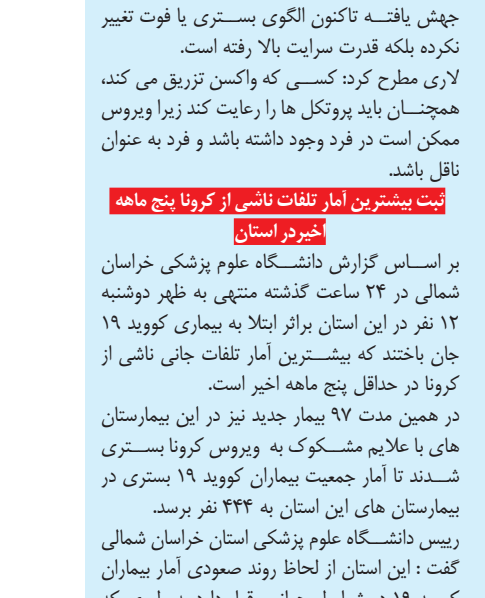 جهش یافته تاکنون الگوی بستری یا فوت تغییر
نکرده بلکه قدرت سرایت بالا رفته است.
لاری مطرح کرد: کسی که واکسن تزریق می کند،
همچنان باید پروتکل ها را رعایت کند زیرا ویروس
ممکن است در فرد وجود داشته باشد و فرد به عنوان
ناقل باشد.
ثبت بیشترین آمار تلفات ناشی از کرونا پنج ماهه
اخیردر استان
بر اساس گزارش دانشگاه علوم پزشکی خراسان
شمالی در ۲۴ ساعت گذشته منتهی به ظهر دوشنبه
۱۲ نفر در این استان براثر ابتلا به بیماری کووید ۱۹
جان باختند که بیشترین آمار تلفات جانی ناشی از
کرونا در حداقل پنج ماهه اخیر است.
در همین مدت ۹۷ بیمار جدید نیز در این بیمارستان
های با علایم مشکوک به ویروس کرونا بستری
شدند تا آمار جمعیت بیماران کووید ۱۹ بستری در
بیمارستان های این استان به ۴۴۴ نفر برسد.
رییس دانشگاه علوم پزشکی استان خراسان شمالی
گفت : این استان از لحاظ روند صعودی آمار بیماران